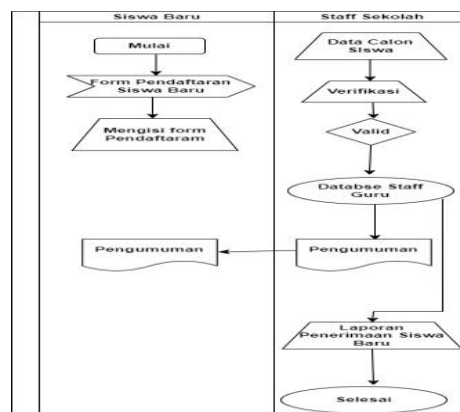 Siswa Baru
Staff Sekolah
Mulai
Form Pendaftaran
Siswa Baru
Mengisi form
Pendaftaram
Data Calon
Siswa
Verifikasi
Valid
Databse Staff
Guru
Pengumuman
Pengumuman
Laporan
Penerimaan Siswa
Baru
Selesai